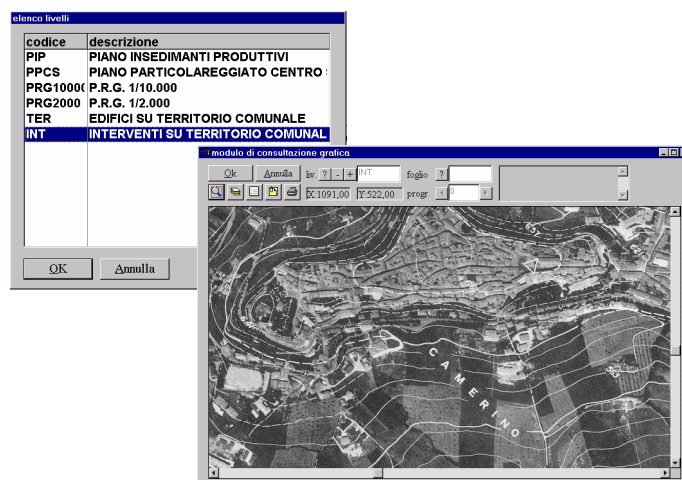 elenco livelli
codice descrizione
PIP PIANO INSEDIMANTI PRODUTTIVI
PPCS PIANO PARTICOLAREGGIATO CENTRO
PRG10000 P.R.G. 1/10.000
PRG2000 P.R.G. 1/2.000
TER EDIFICI SU TERRITORIO COMUNALE
INT INTERVENTI SU TERRITORIO COMUNAL
OK Annulla
modulo di consultazione grafica
Ok Annulla liv. ? - + INT foglio ?
X:1091,00 Y:522,00 progr. 0
651
CAMERINO